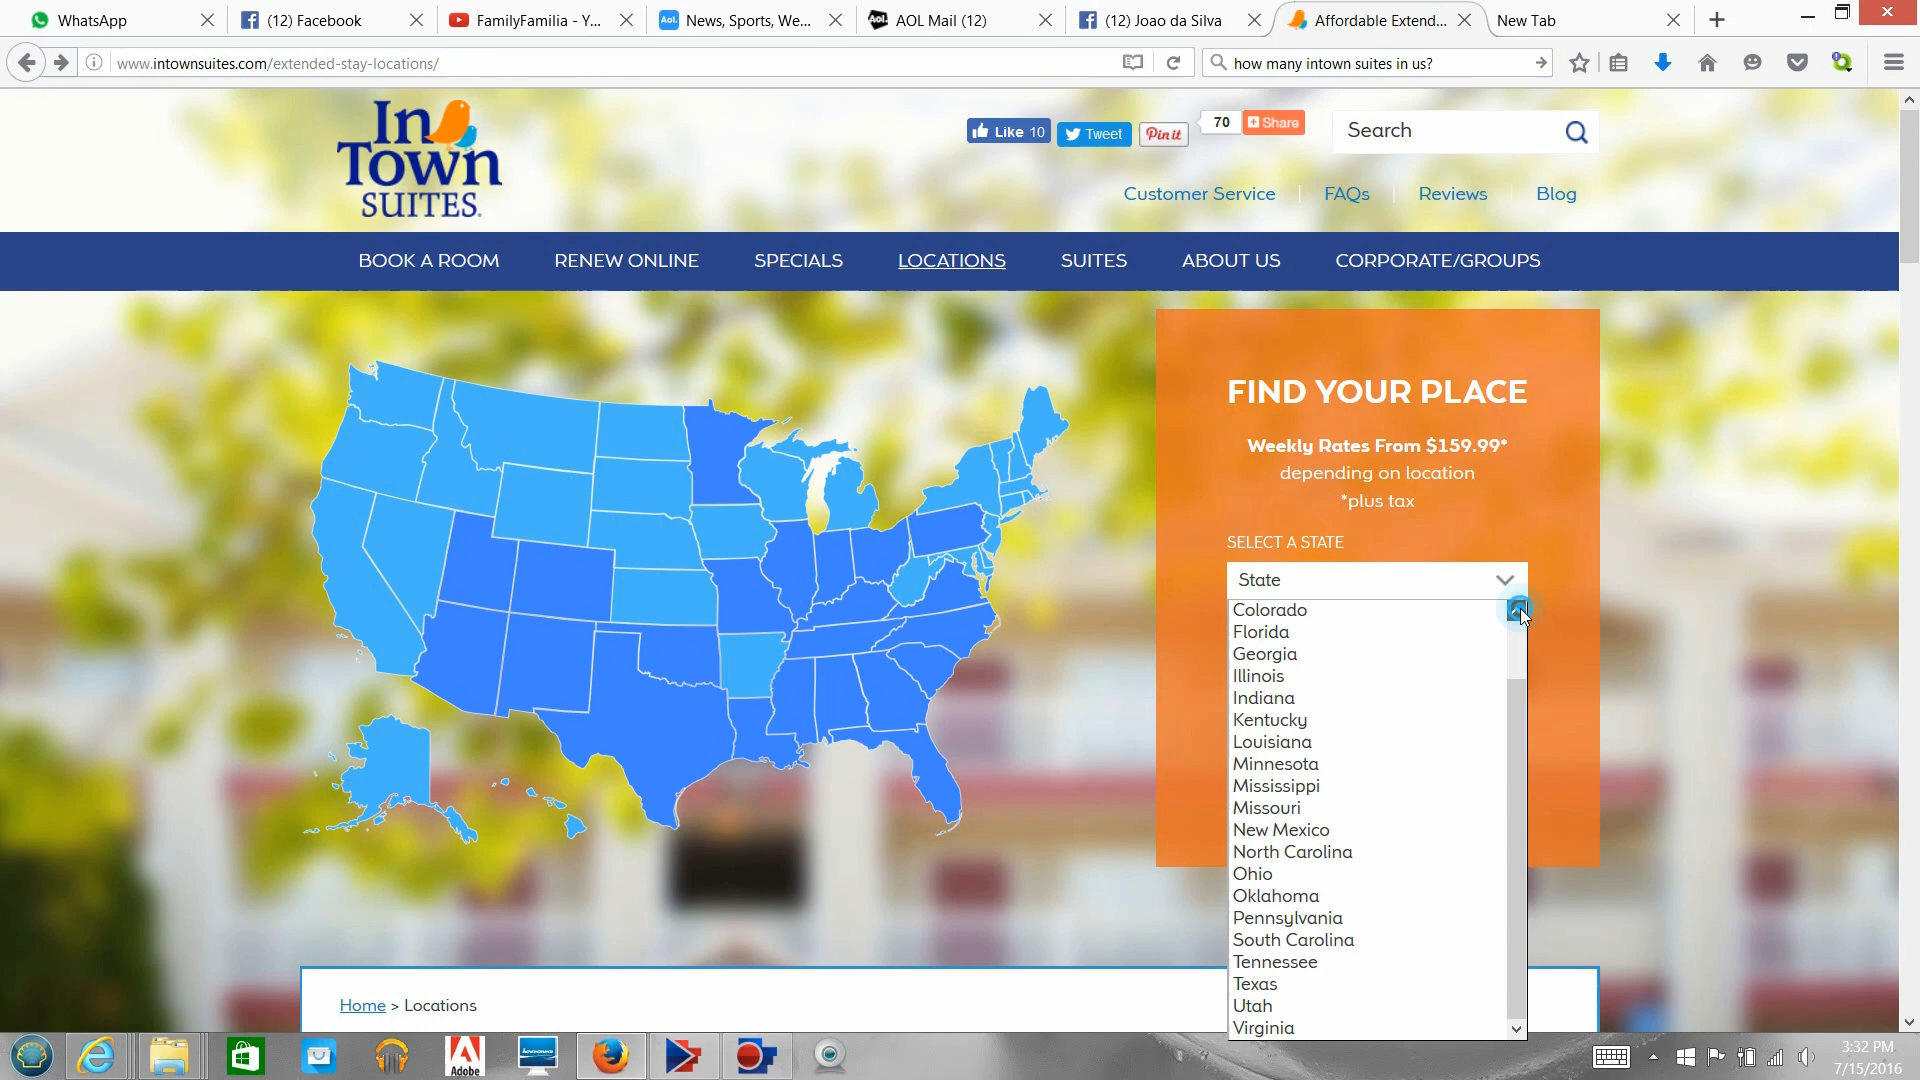 WhatsApp
(12) Facebook
FamilyFamilia - Y...
Aol.
News, Sports, We...
Aol.
AOL Mail (12)
(12) Joao da Silva
Affordable Extend...
New Tab
www.intownsuites.com/extended-stay-locations/
how many intown suites in us?
In
Town
SUITES
Like 10
Tweet
Pin it
70
Share
Search
Customer Service
FAQs
Reviews
Blog
BOOK A ROOM
RENEW ONLINE
SPECIALS
LOCATIONS
SUITES
ABOUT US
CORPORATE/GROUPS
FIND YOUR PLACE
Weekly Rates From $159.99*
depending on location
*plus tax
SELECT A STATE
State
Colorado
Florida
Georgia
Illinois
Indiana
Kentucky
Louisiana
Minnesota
Mississippi
Missouri
New Mexico
North Carolina
Ohio
Oklahoma
Pennsylvania
South Carolina
Tennessee
Texas
Utah
Virginia
Home > Locations
Adobe
lenovo
3:32 PM
7/15/2016